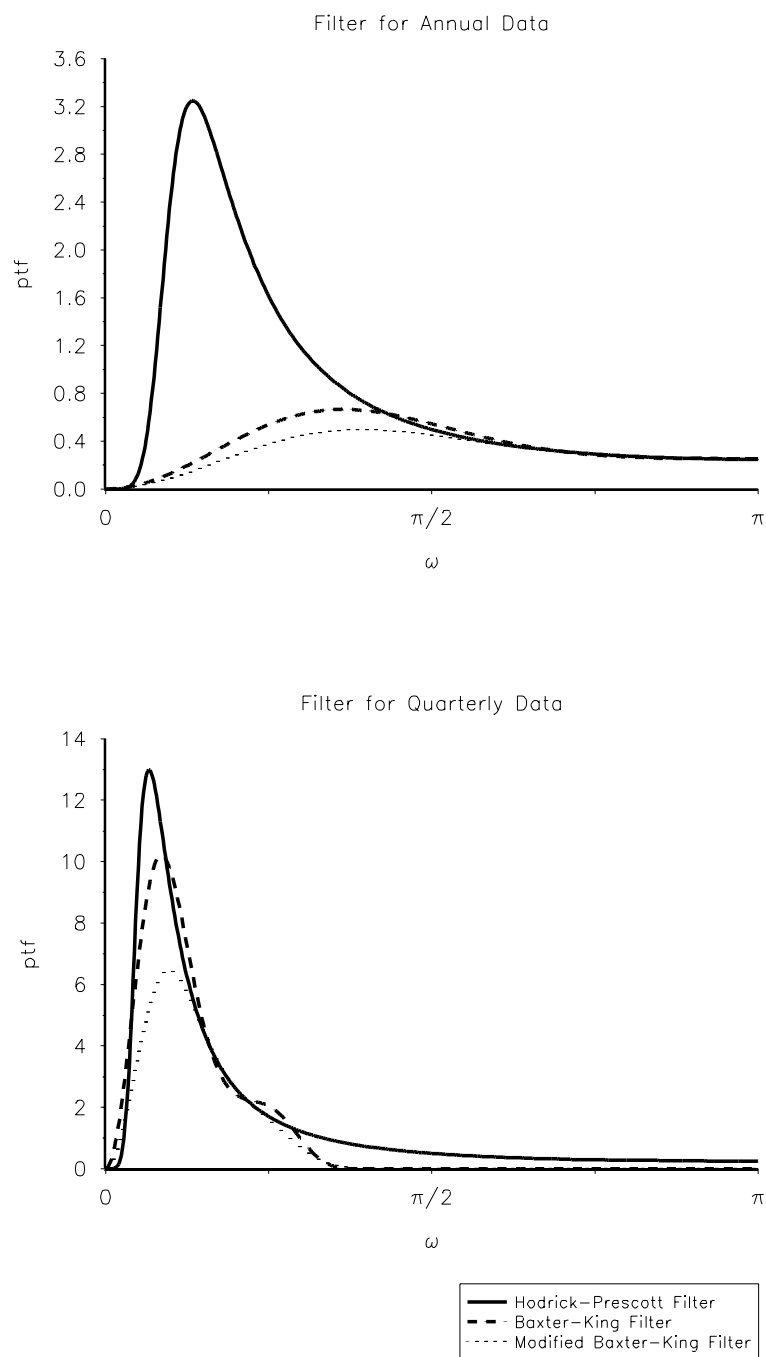 Filter for Annual Data
3.6
3.2
2.8
2.4
2.0
1.6
1.2
0.8
0.4
0.0
ptf
0 π/2 π
ω
Filter for Quarterly Data
14
12
10
8
6
4
2
0
ptf
0 π/2 π
ω
Hodrick-Prescott Filter
Baxter-King Filter
Modified Baxter-King Filter